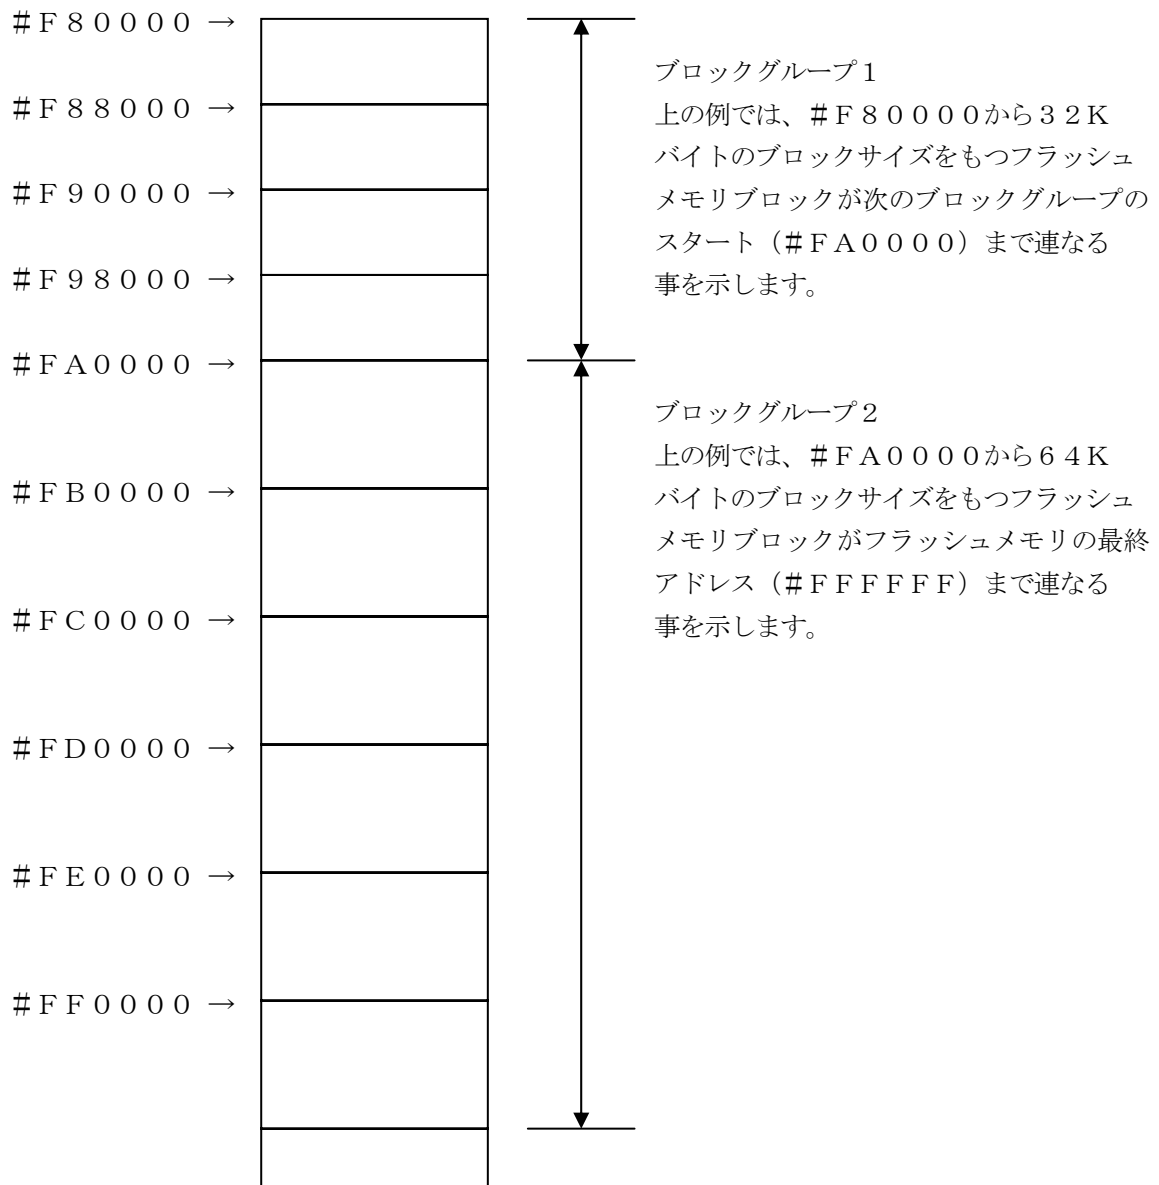 ＃Ｆ８００００ →
＃Ｆ８８０００ →
＃Ｆ９００００ →
＃Ｆ９８０００ →
＃ＦＡ００００ →
＃ＦＢ００００ →
＃ＦＣ００００ →
＃ＦＤ００００ →
＃ＦＥ００００ →
＃ＦＦ００００ →
ブロックグループ１
上の例では、＃Ｆ８００００から３２Ｋ
バイトのブロックサイズをもつフラッシュ
メモリブロックが次のブロックグループの
スタート（＃ＦＡ００００）まで連なる
事を示します。
ブロックグループ２
上の例では、＃ＦＡ００００から６４Ｋ
バイトのブロックサイズをもつフラッシュ
メモリブロックがフラッシュメモリの最終
アドレス（＃ＦＦＦＦＦＦ）まで連なる
事を示します。